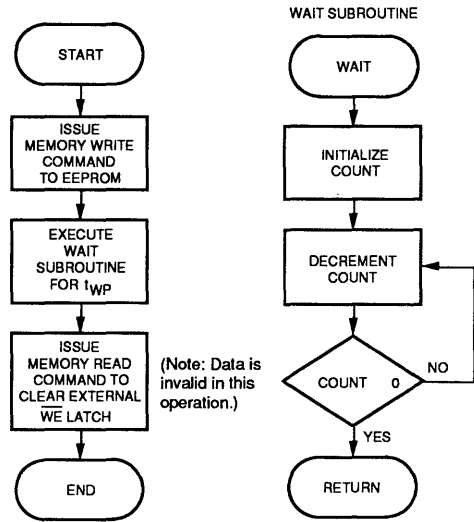 WAIT SUBROUTINE
START
ISSUE
MEMORY WRITE
COMMAND
TO EEPROM
EXECUTE
WAIT
SUBROUTINE
FOR tWP
ISSUE
MEMORY READ
COMMAND TO
CLEAR EXTERNAL
W̅E̅ LATCH
(Note: Data is
invalid in this
operation.)
END
WAIT
INITIALIZE
COUNT
DECREMENT
COUNT
COUNT 0
NO
YES
RETURN